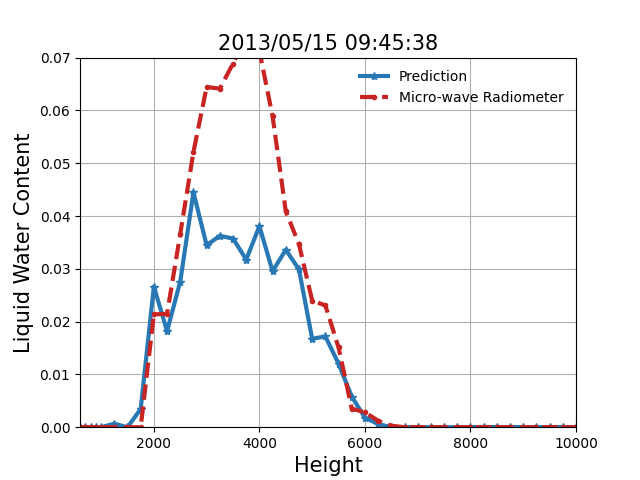 2013/05/15 09:45:38
Prediction
Micro-wave Radiometer
Liquid Water Content
0.07
0.06
0.05
0.04
0.03
0.02
0.01
0.00
2000 4000 6000 8000 10000
Height